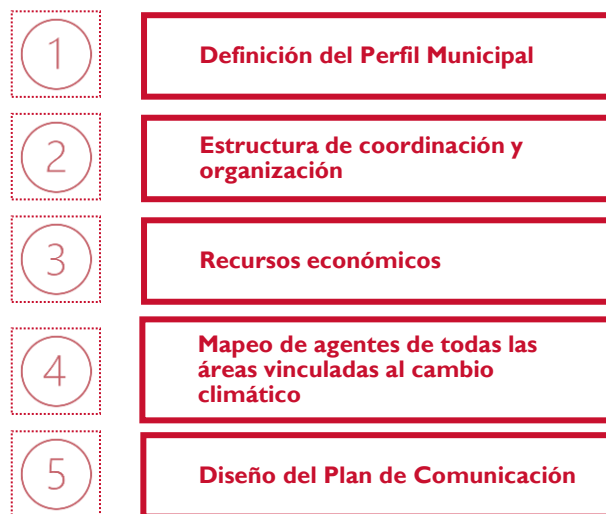 1
Definición del Perfil Municipal
2
Estructura de coordinación y
organización
3
Recursos económicos
4
Mapeo de agentes de todas las
áreas vinculadas al cambio
climático
5
Diseño del Plan de Comunicación